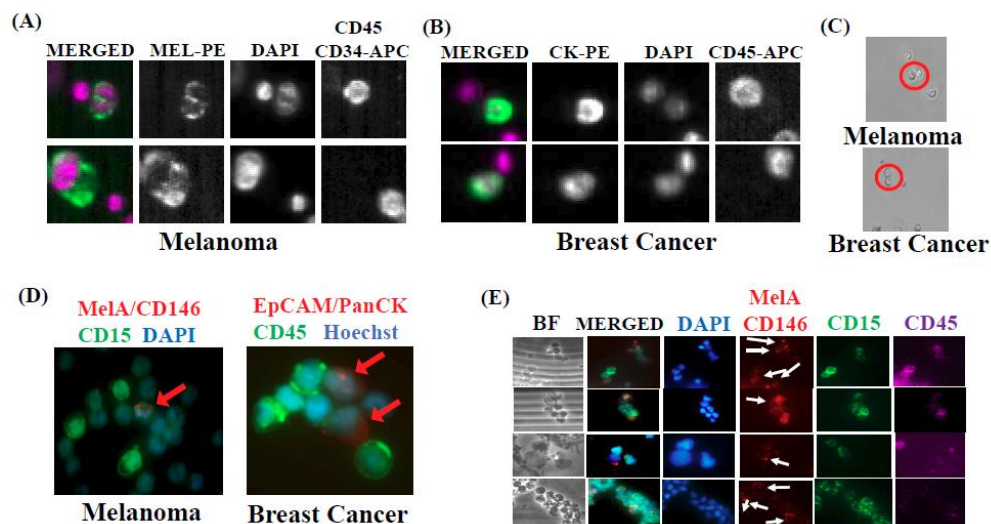 (A)
CD45
MERGED MEL-PE DAPI CD34-APC
Melanoma
(B)
MERGED CK-PE DAPI CD45-APC
Breast Cancer
(C)
Melanoma
Breast Cancer
(D)
MelA/CD146
CD15 DAPI
Melanoma
EpCAM/PanCK
CD45 Hoechst
Breast Cancer
(E)
MelA
BF MERGED DAPI CD146 CD15 CD45